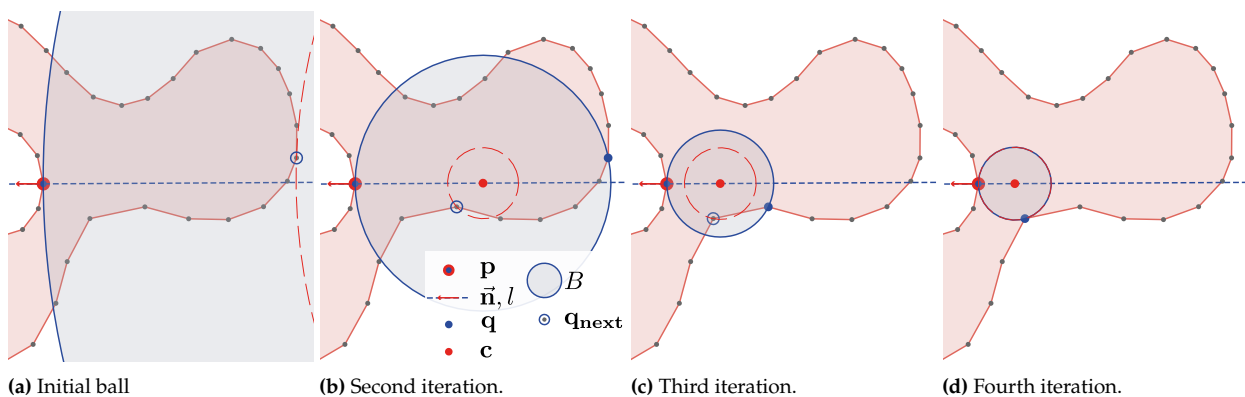 p
n⃗, l
q
c
B
q_next
(a) Initial ball
(b) Second iteration.
(c) Third iteration.
(d) Fourth iteration.